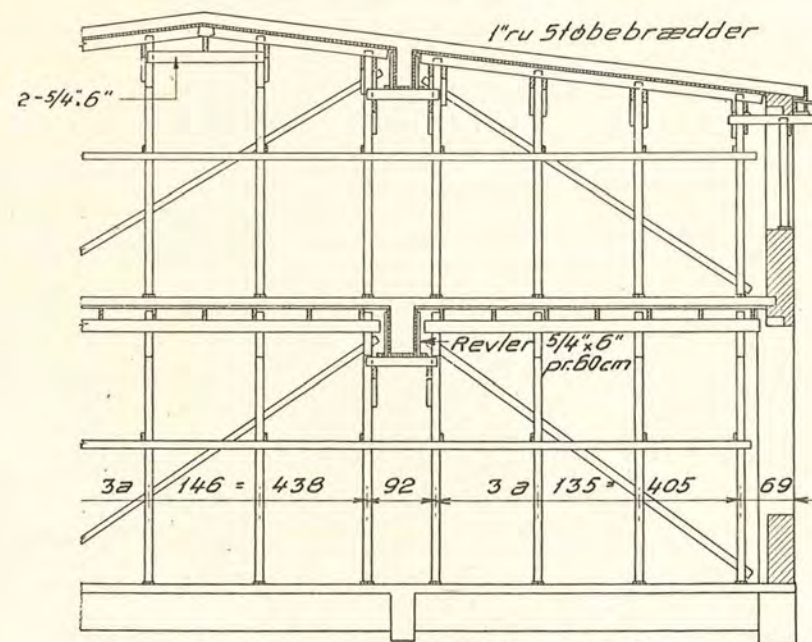 1" ru Støbebrædder
2-5/4".6"
Revler 5/4"x6"
pr.60cm
3a 146 = 438 92 3 a 135 = 405 69